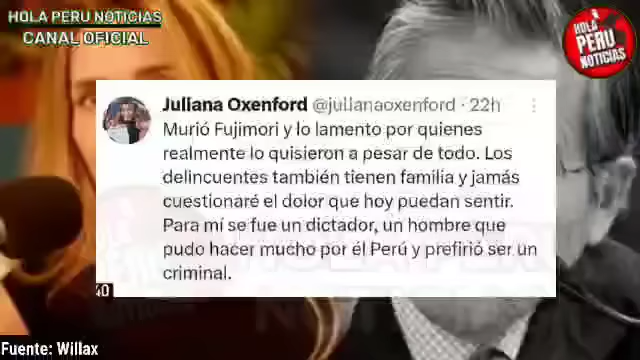 HOLA PERU NOTICIAS
CANAL OFICIAL
HOLA
PERU
NOTICIAS
Juliana Oxenford @julianaoxenford · 22h
Murió Fujimori y lo lamento por quienes
realmente lo quisieron a pesar de todo. Los
delincuentes también tienen familia y jamás
cuestionaré el dolor que hoy puedan sentir.
Para mí se fue un dictador, un hombre que
pudo hacer mucho por él Perú y prefirió ser un
criminal.
40
Fuente: Willax